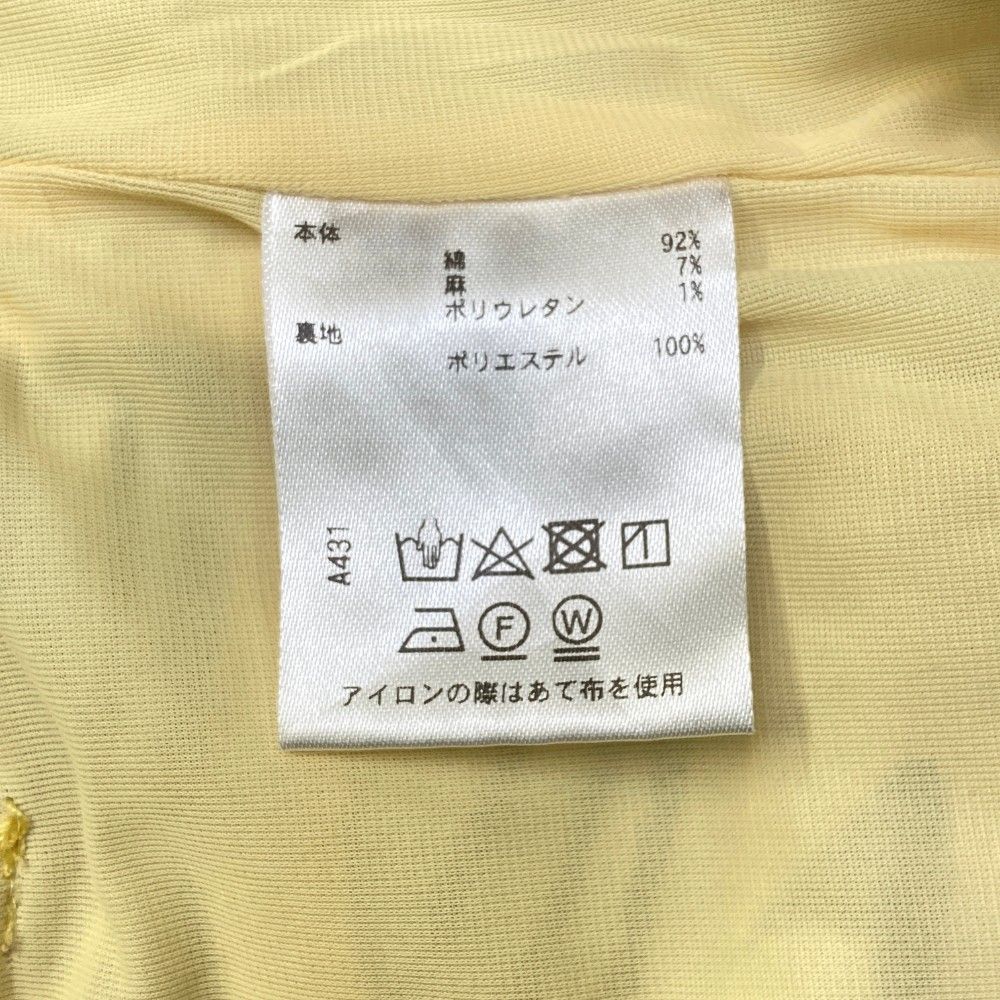 本体
綿 92%
麻 7%
ポリウレタン 1%
裏地
ポリエステル 100%
A431
F W
アイロンの際はあて布を使用